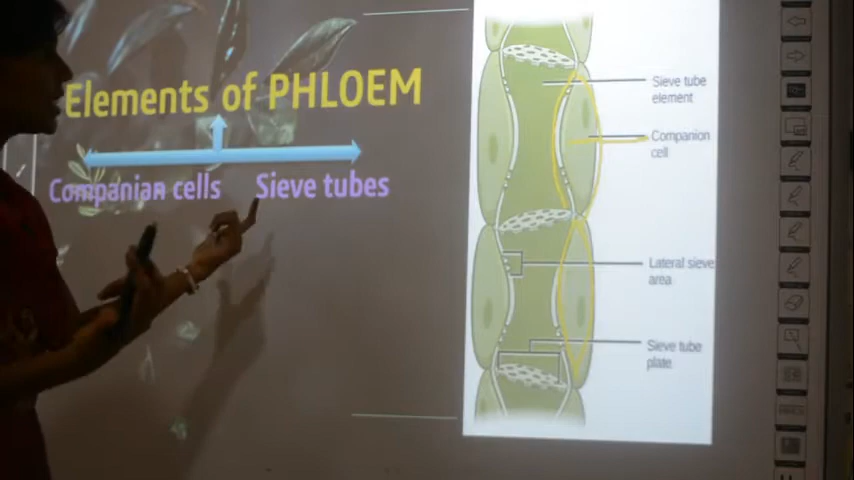 Elements of PHLOEM
Companian cells
Sieve tubes
Sieve tube
element
Companion
cell
Lateral sieve
area
Sieve tube
plate